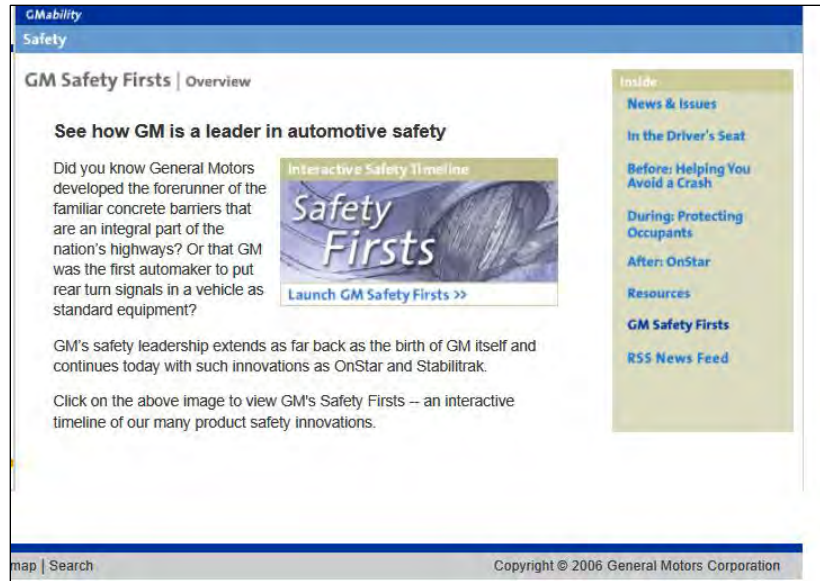 GMability
Safety
GM Safety Firsts | Overview
See how GM is a leader in automotive safety
Did you know General Motors
developed the forerunner of the
familiar concrete barriers that
are an integral part of the
nation's highways? Or that GM
was the first automaker to put
rear turn signals in a vehicle as
standard equipment?
Interactive Safety Timeline
Safety
Firsts
Launch GM Safety Firsts >>
GM's safety leadership extends as far back as the birth of GM itself and
continues today with such innovations as OnStar and Stabilitrak.
Click on the above image to view GM's Safety Firsts -- an interactive
timeline of our many product safety innovations.
Inside
News & Issues
In the Driver's Seat
Before: Helping You
Avoid a Crash
During: Protecting
Occupants
After: OnStar
Resources
GM Safety Firsts
RSS News Feed
map | Search
Copyright © 2006 General Motors Corporation